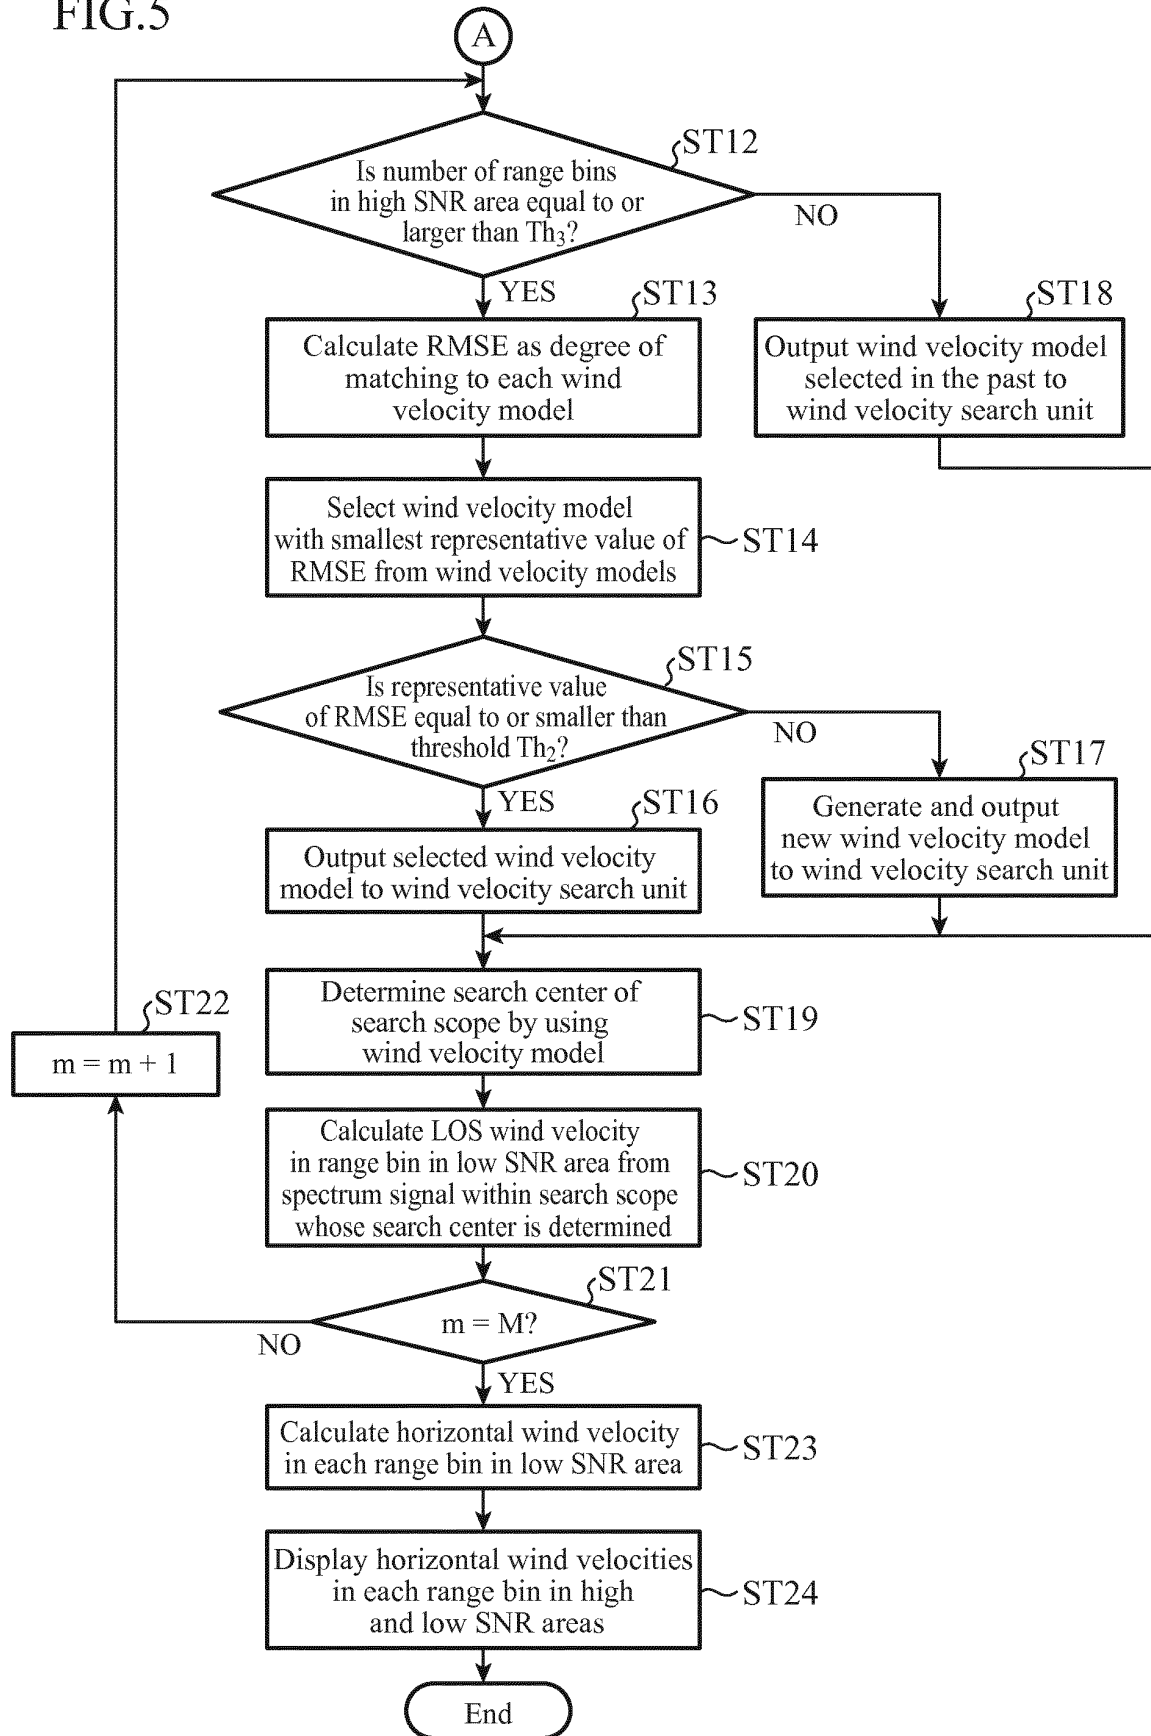 FIG.5
A
ST12
Is number of range bins
in high SNR area equal to or
larger than Th3?
NO
YES
ST13
Calculate RMSE as degree of
matching to each wind
velocity model
ST18
Output wind velocity model
selected in the past to
wind velocity search unit
Select wind velocity model
with smallest representative value of
RMSE from wind velocity models
ST14
ST15
Is representative value
of RMSE equal to or smaller than
threshold Th2?
NO
YES
ST17
Generate and output
new wind velocity model
to wind velocity search unit
ST16
Output selected wind velocity
model to wind velocity search unit
Determine search center of
search scope by using
wind velocity model
ST19
ST22
m = m + 1
Calculate LOS wind velocity
in range bin in low SNR area from
spectrum signal within search scope
whose search center is determined
ST20
ST21
m = M?
NO
YES
Calculate horizontal wind velocity
in each range bin in low SNR area
ST23
Display horizontal wind velocities
in each range bin in high
and low SNR areas
ST24
End